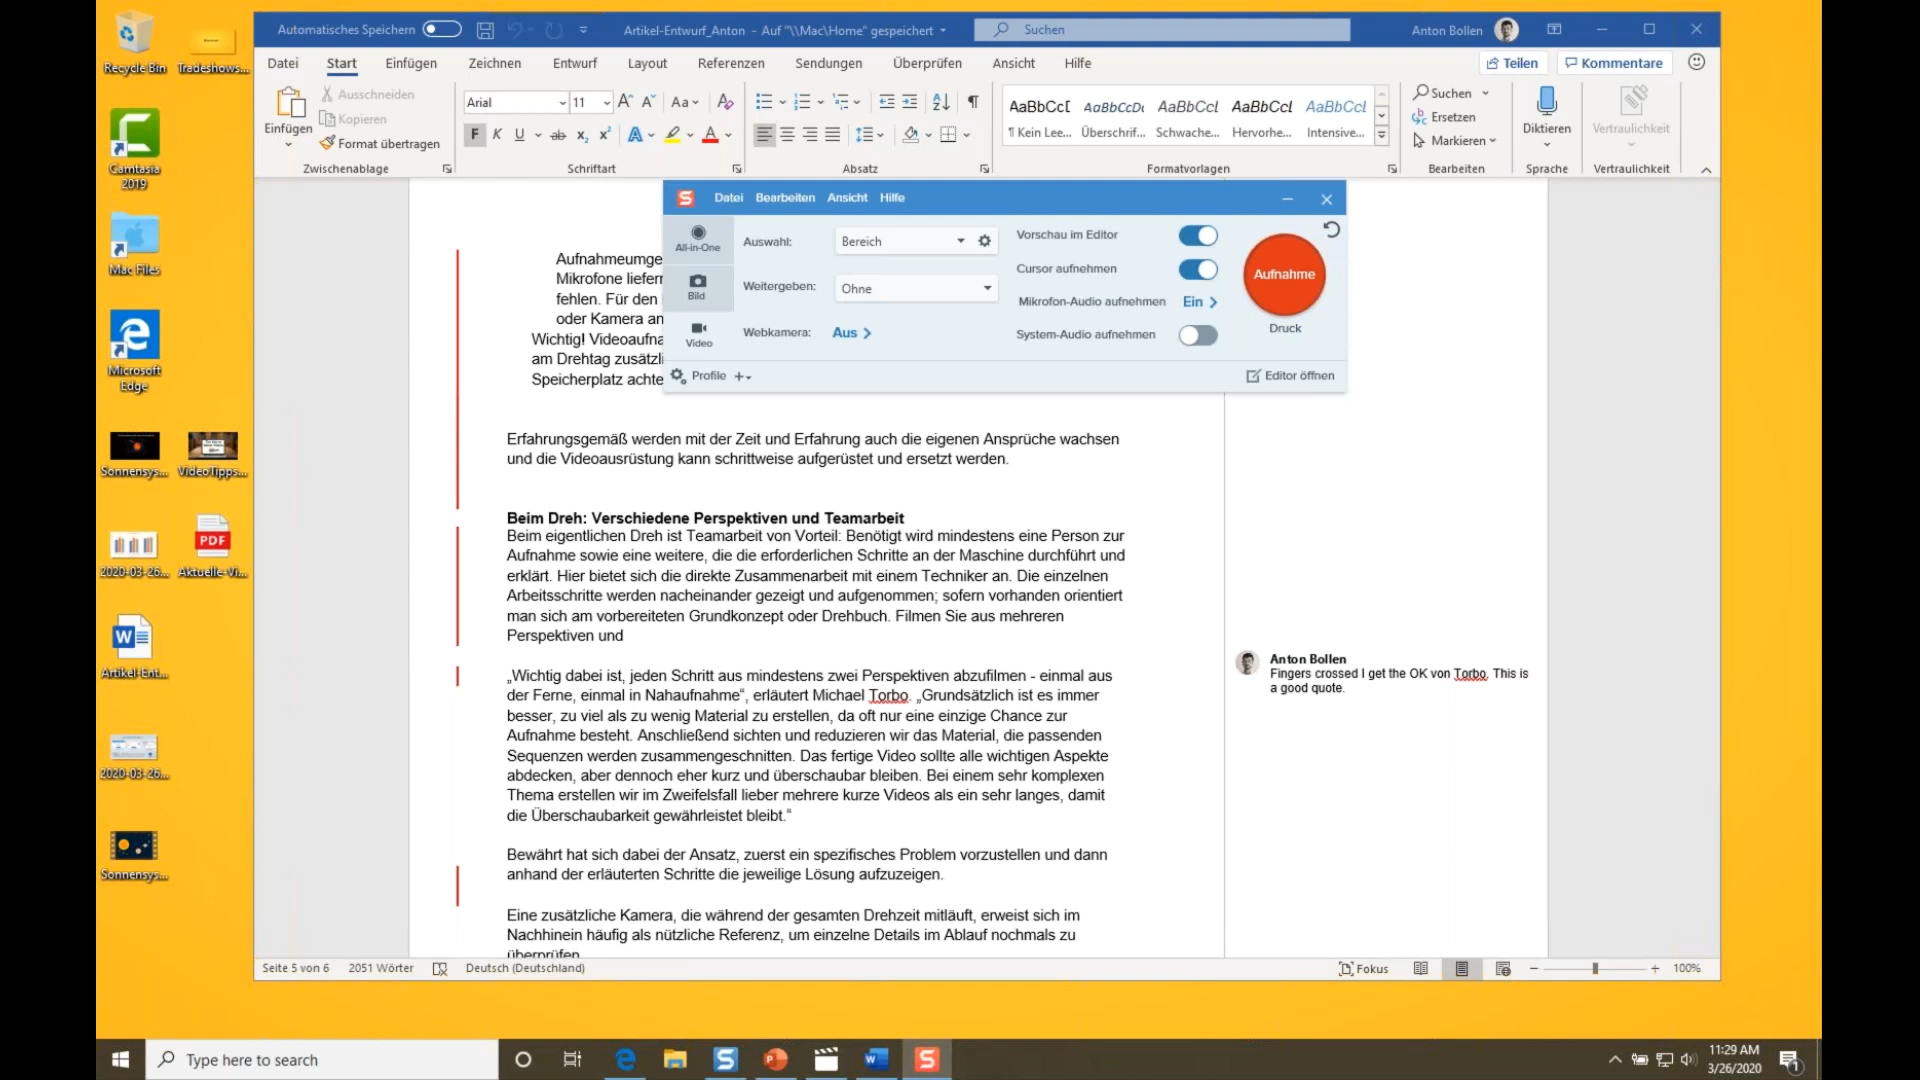 Recycle Bin
Tradeshows...
Camtasia
2019
Mac Files
Microsoft
Edge
Sonnensys...
VideoTipps...
2020-03-26...
PDF
Aktuelle-Vi...
Artikel-Ent...
2020-03-26...
Sonnensys...
Automatisches Speichern
Artikel-Entwurf_Anton - Auf "\\Mac\Home" gespeichert
Suchen
Anton Bollen
Datei Start Einfügen Zeichnen Entwurf Layout Referenzen Sendungen Überprüfen Ansicht Hilfe
Teilen
Kommentare
Einfügen
Ausschneiden
Kopieren
Format übertragen
Zwischenablage
Arial
11
F K U ab
Schriftart
Absatz
AaBbCcD AaBbCcDc AaBbCcL AaBbCcL AaBbCcL
¶ Kein Lee... Überschrif... Schwache... Hervorhe... Intensive...
Formatvorlagen
Suchen
Ersetzen
Markieren
Bearbeiten
Diktieren
Sprache
Vertraulichkeit
Vertraulichkeit
S Datei Bearbeiten Ansicht Hilfe
All-in-One
Bild
Video
Auswahl: Bereich
Weitergeben: Ohne
Webkamera: Aus
Vorschau im Editor
Cursor aufnehmen
Mikrofon-Audio aufnehmen Ein
System-Audio aufnehmen
Aufnahme
Druck
Profile +
Editor öffnen
Aufnahmeumge
Mikrofone liefern
fehlen. Für den
oder Kamera an
Wichtig! Videoaufna
am Drehtag zusätzli
Speicherplatz achte
Erfahrungsgemäß werden mit der Zeit und Erfahrung auch die eigenen Ansprüche wachsen
und die Videoausrüstung kann schrittweise aufgerüstet und ersetzt werden.
Beim Dreh: Verschiedene Perspektiven und Teamarbeit
Beim eigentlichen Dreh ist Teamarbeit von Vorteil: Benötigt wird mindestens eine Person zur
Aufnahme sowie eine weitere, die die erforderlichen Schritte an der Maschine durchführt und
erklärt. Hier bietet sich die direkte Zusammenarbeit mit einem Techniker an. Die einzelnen
Arbeitsschritte werden nacheinander gezeigt und aufgenommen; sofern vorhanden orientiert
man sich am vorbereiteten Grundkonzept oder Drehbuch. Filmen Sie aus mehreren
Perspektiven und
„Wichtig dabei ist, jeden Schritt aus mindestens zwei Perspektiven abzufilmen - einmal aus
der Ferne, einmal in Nahaufnahme“, erläutert Michael Torbo. „Grundsätzlich ist es immer
besser, zu viel als zu wenig Material zu erstellen, da oft nur eine einzige Chance zur
Aufnahme besteht. Anschließend sichten und reduzieren wir das Material, die passenden
Sequenzen werden zusammengeschnitten. Das fertige Video sollte alle wichtigen Aspekte
abdecken, aber dennoch eher kurz und überschaubar bleiben. Bei einem sehr komplexen
Thema erstellen wir im Zweifelsfall lieber mehrere kurze Videos als ein sehr langes, damit
die Überschaubarkeit gewährleistet bleibt.“
Bewährt hat sich dabei der Ansatz, zuerst ein spezifisches Problem vorzustellen und dann
anhand der erläuterten Schritte die jeweilige Lösung aufzuzeigen.
Eine zusätzliche Kamera, die während der gesamten Drehzeit mitläuft, erweist sich im
Nachhinein häufig als nützliche Referenz, um einzelne Details im Ablauf nochmals zu
überprüfen
Anton Bollen
Fingers crossed I get the OK von Torbo. This is
a good quote.
Seite 5 von 6 2051 Wörter Deutsch (Deutschland)
Fokus
100%
Type here to search
11:29 AM
3/26/2020
1